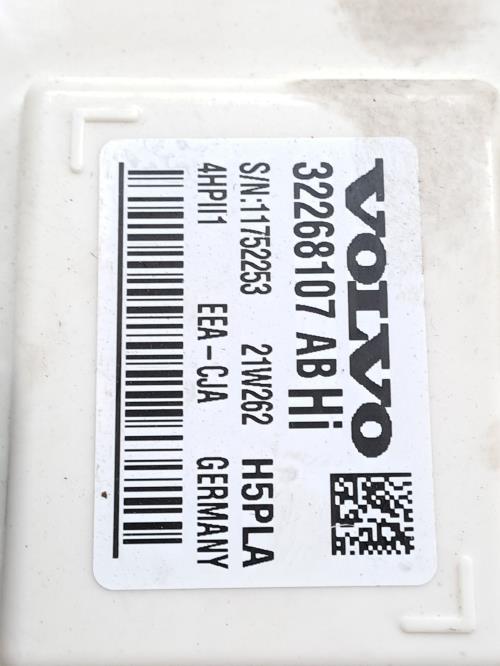 VOLVO
32268107 AB Hi
S/N:11752253 21W262 H5PLA
4HPII1 EEA-CJA GERMANY